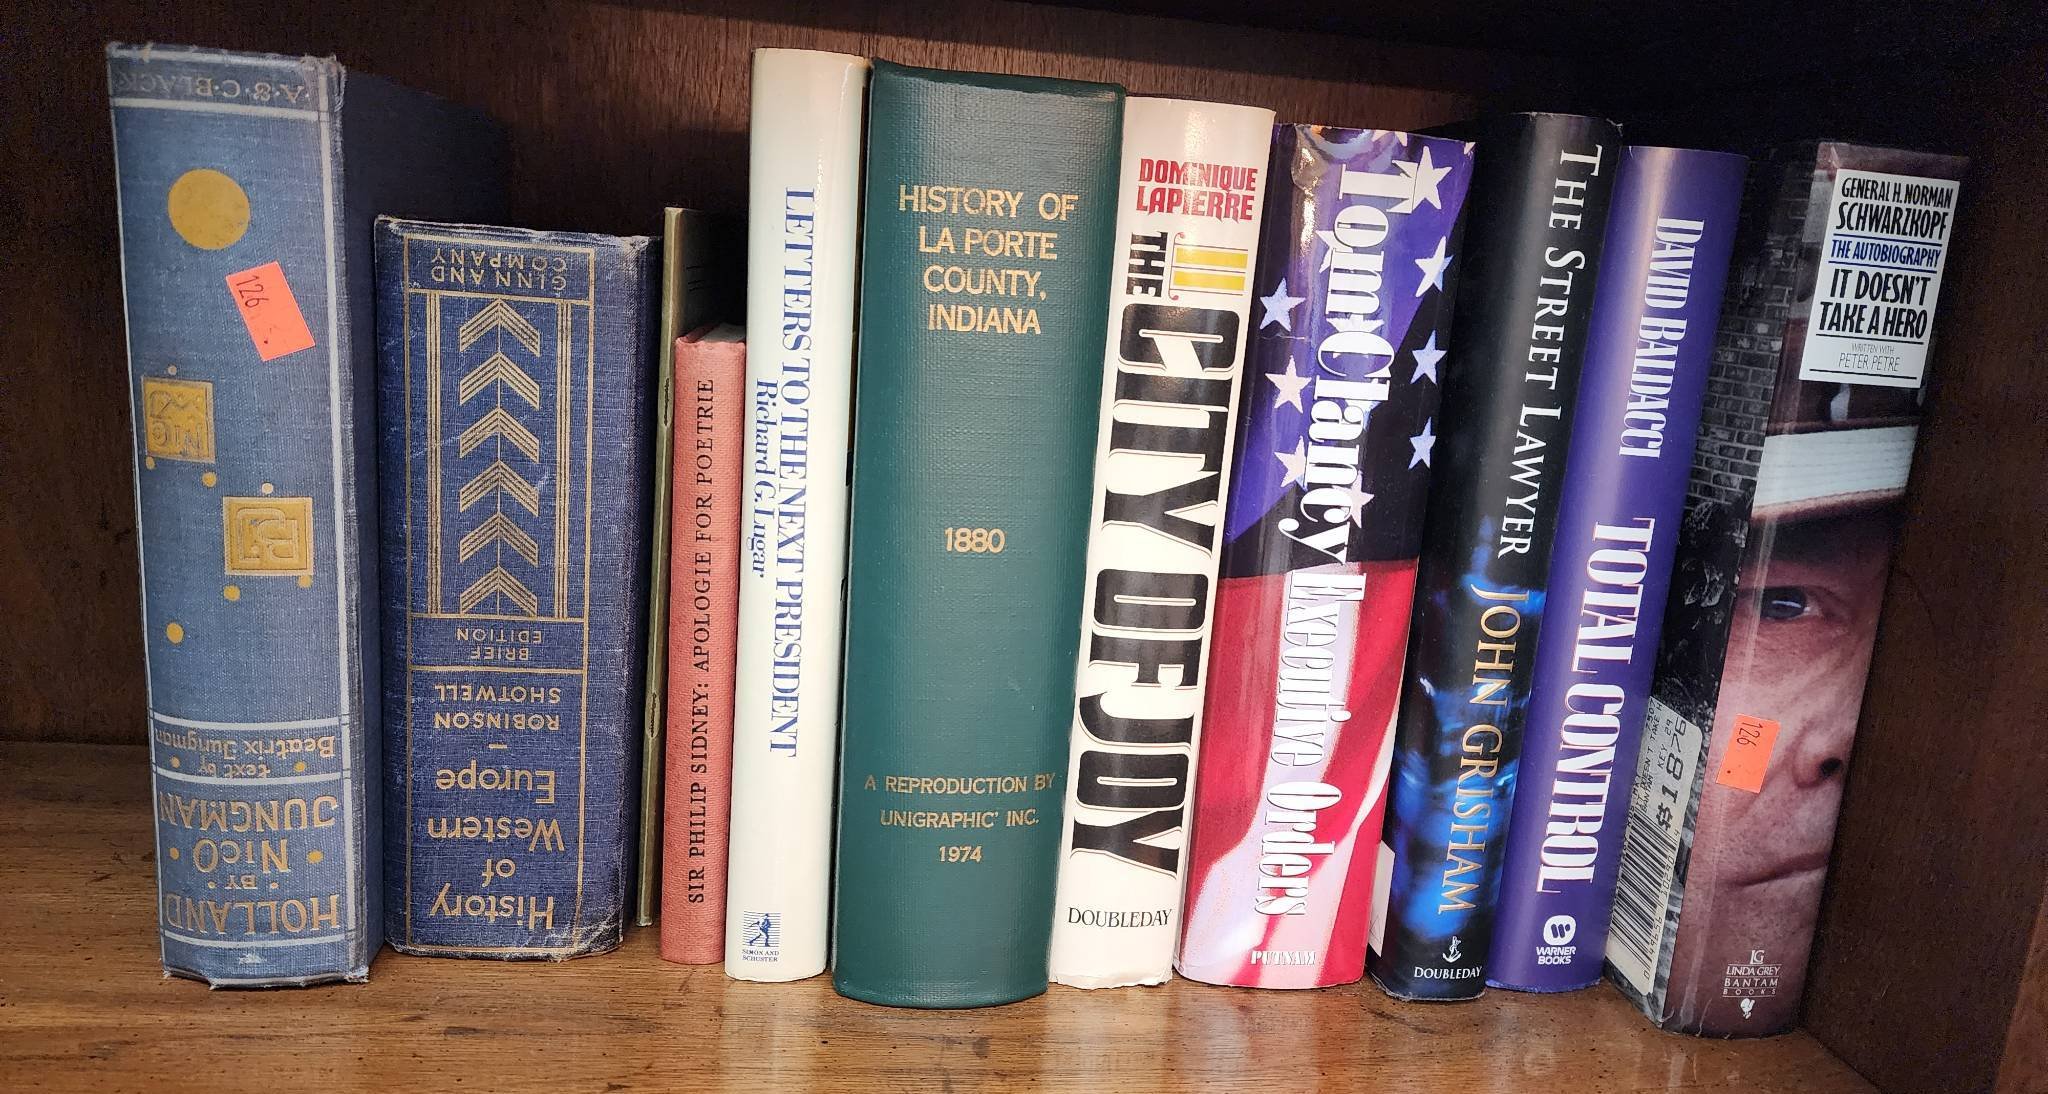 HOLLAND
· BY ·
· NICO ·
JUNGMAN
text by
Beatrix Jungman
A·&·C·BLACK
126
History
of
Western
Europe
–
ROBINSON
SHOTWELL
BRIEF
EDITION
GINN AND
COMPANY
SIR PHILIP SIDNEY: APOLOGIE FOR POETRIE
LETTERS TO THE NEXT PRESIDENT
Richard G. Lugar
SIMON AND
SCHUSTER
HISTORY OF
LA PORTE
COUNTY,
INDIANA
1880
A REPRODUCTION BY
UNIGRAPHIC' INC.
1974
DOMINIQUE
LAPIERRE
THE
CITY OF JOY
DOUBLEDAY
Tom Clancy Executive Orders
PUTNAM
THE STREET LAWYER JOHN GRISHAM
DOUBLEDAY
DAVID BALDACCI TOTAL CONTROL
WARNER
BOOKS
GENERAL H. NORMAN
SCHWARZKOPF
THE AUTOBIOGRAPHY
IT DOESN'T
TAKE A HERO
WRITTEN WITH
PETER PETRE
126
$18.76
LG
LINDA GREY
BANTAM
BOOKS